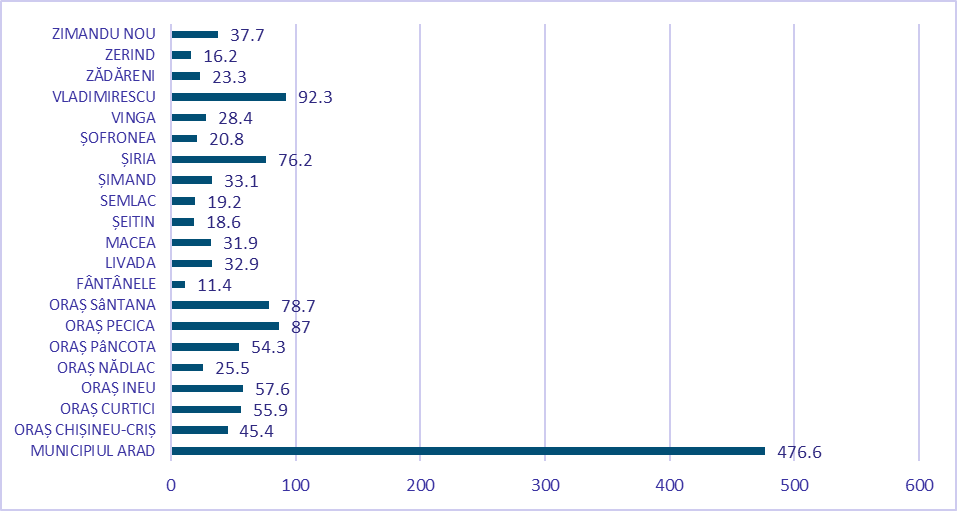 ZIMANDU NOU 37.7
ZERIND 16.2
ZĂDĂRENI 23.3
VLADIMIRESCU 92.3
VINGA 28.4
ȘOFRONEA 20.8
ȘIRIA 76.2
ȘIMAND 33.1
SEMLAC 19.2
ȘEITIN 18.6
MACEA 31.9
LIVADA 32.9
FÂNTÂNELE 11.4
ORAȘ SâNTANA 78.7
ORAȘ PECICA 87
ORAȘ PâNCOTA 54.3
ORAȘ NĂDLAC 25.5
ORAȘ INEU 57.6
ORAȘ CURTICI 55.9
ORAȘ CHIȘINEU-CRIȘ 45.4
MUNICIPIUL ARAD 476.6
0 100 200 300 400 500 600